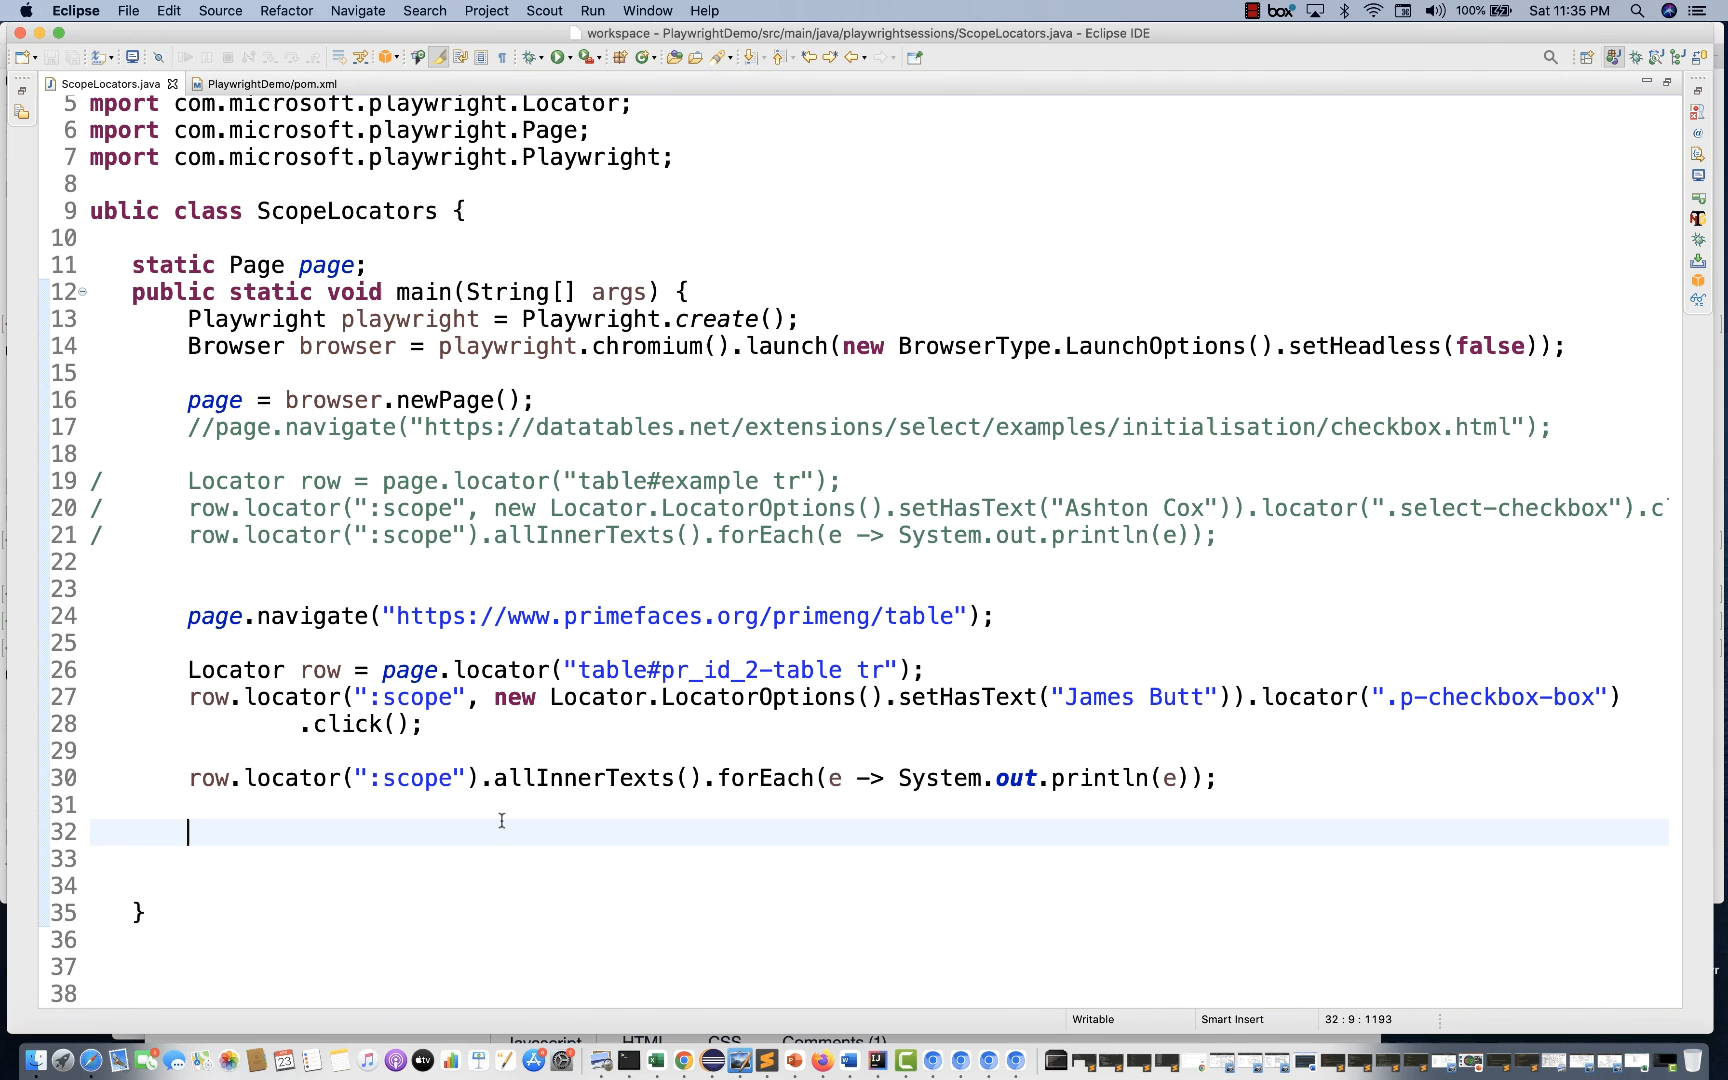 Eclipse File Edit Source Refactor Navigate Search Project Scout Run Window Help box 100% Sat 11:35 PM
workspace - PlaywrightDemo/src/main/java/playwrightsessions/ScopeLocators.java - Eclipse IDE
ScopeLocators.java PlaywrightDemo/pom.xml
5 mport com.microsoft.playwright.Locator;
6 mport com.microsoft.playwright.Page;
7 mport com.microsoft.playwright.Playwright;
8
9 ublic class ScopeLocators {
10
11 static Page page;
12 public static void main(String[] args) {
13 Playwright playwright = Playwright.create();
14 Browser browser = playwright.chromium().launch(new BrowserType.LaunchOptions().setHeadless(false));
15
16 page = browser.newPage();
17 //page.navigate("https://datatables.net/extensions/select/examples/initialisation/checkbox.html");
18
19 / Locator row = page.locator("table#example tr");
20 / row.locator(":scope", new Locator.LocatorOptions().setHasText("Ashton Cox")).locator(".select-checkbox").c
21 / row.locator(":scope").allInnerTexts().forEach(e -> System.out.println(e));
22
23
24 page.navigate("https://www.primefaces.org/primeng/table");
25
26 Locator row = page.locator("table#pr_id_2-table tr");
27 row.locator(":scope", new Locator.LocatorOptions().setHasText("James Butt")).locator(".p-checkbox-box")
28 .click();
29
30 row.locator(":scope").allInnerTexts().forEach(e -> System.out.println(e));
31
32
33
34
35 }
36
37
38
Writable Smart Insert 32 : 9 : 1193